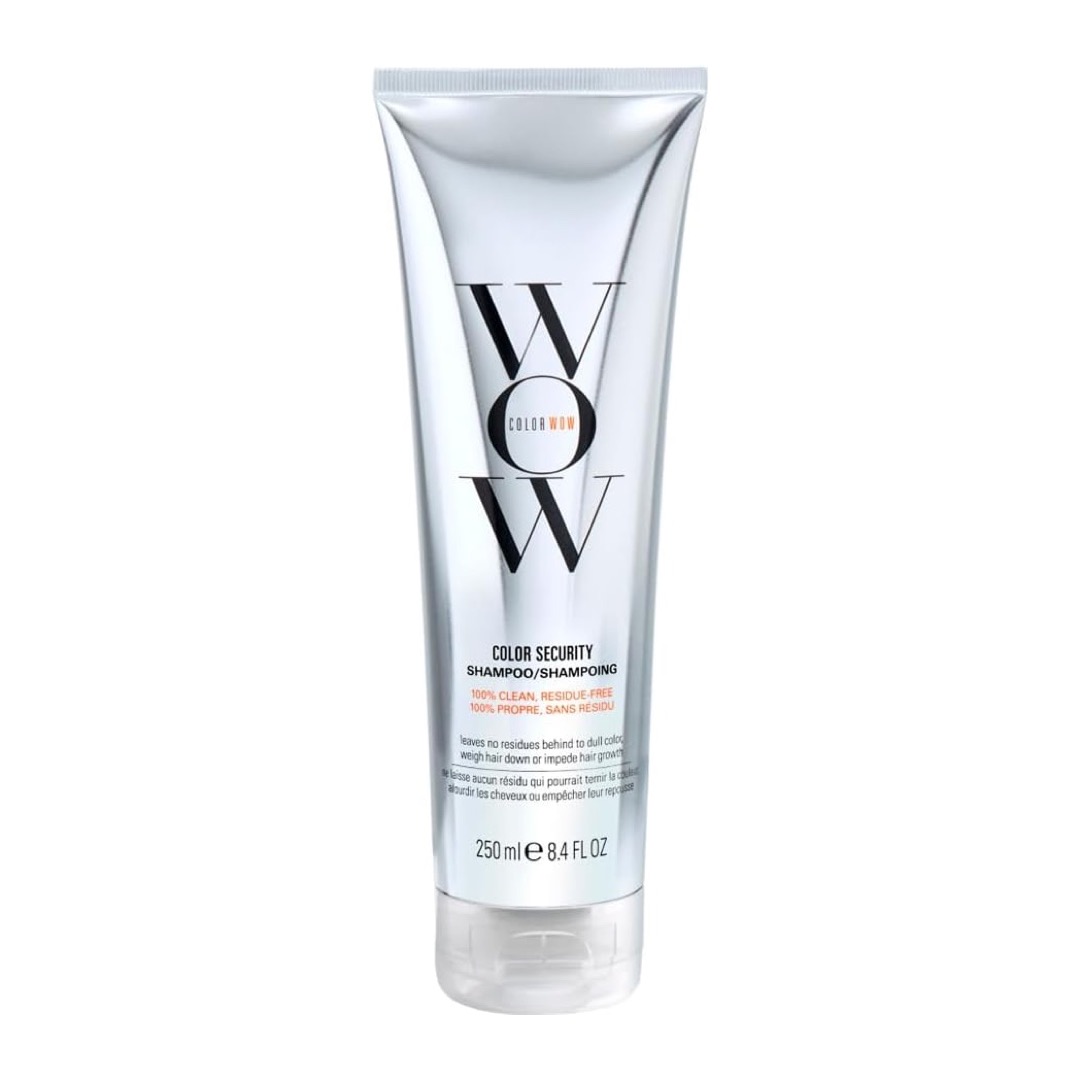 W
COLOR WOW
O
W
COLOR SECURITY
SHAMPOO/SHAMPOING
100% CLEAN, RESIDUE-FREE
100% PROPRE, SANS RÉSIDU
leaves no residues behind to dull color,
weigh hair down or impede hair growth
ne laisse aucun résidu qui pourrait ternir la couleur,
alourdir les cheveux ou empêcher leur repousse
250 ml e 8.4 FL OZ